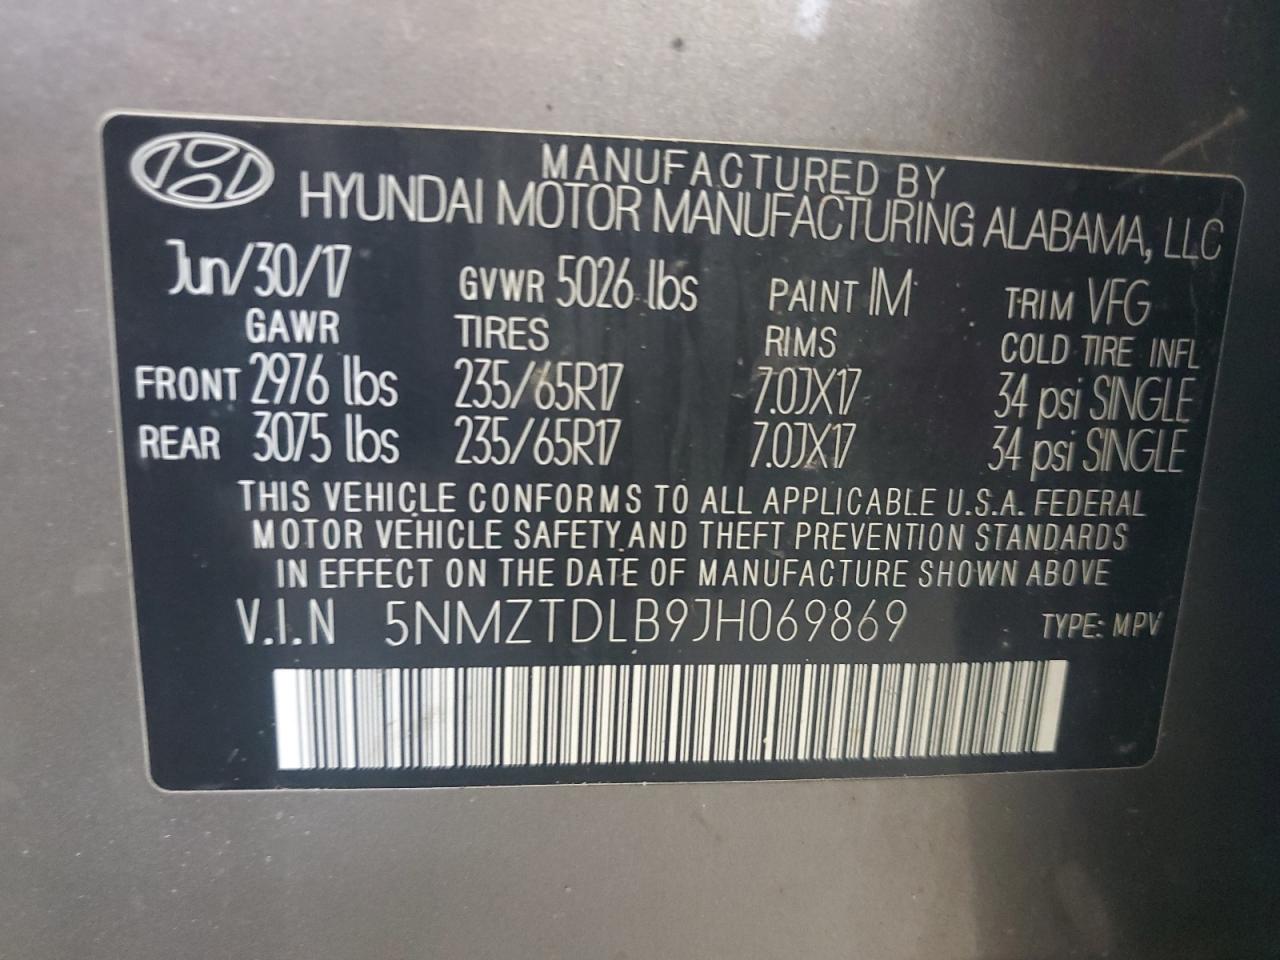 MANUFACTURED BY
HYUNDAI MOTOR MANUFACTURING ALABAMA, LLC
Jun/30/17 GVWR 5026 lbs PAINT IM TRIM VFG
GAWR TIRES RIMS COLD TIRE INFL
FRONT 2976 lbs 235/65R17 7.0JX17 34 psi SINGLE
REAR 3075 lbs 235/65R17 7.0JX17 34 psi SINGLE
THIS VEHICLE CONFORMS TO ALL APPLICABLE U.S.A. FEDERAL
MOTOR VEHICLE SAFETY AND THEFT PREVENTION STANDARDS
IN EFFECT ON THE DATE OF MANUFACTURE SHOWN ABOVE
V.I.N 5NMZTDLB9JH069869 TYPE: MPV